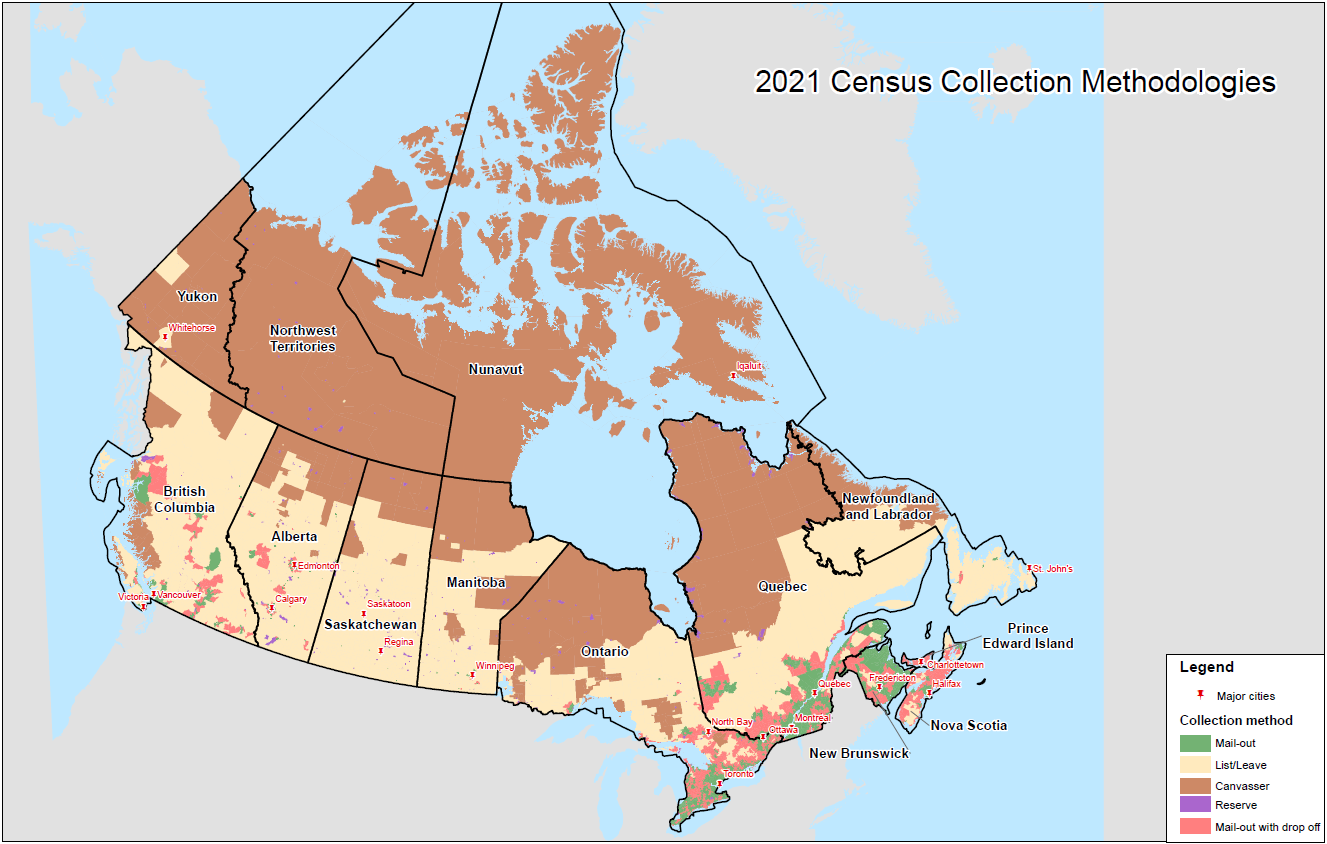 2021 Census Collection Methodologies
Yukon
Whitehorse
Northwest
Territories
Nunavut
Iqaluit
British
Columbia
Alberta
Edmonton
Calgary
Victoria
Vancouver
Saskatoon
Saskatchewan
Regina
Manitoba
Winnipeg
Ontario
Quebec
Newfoundland
and Labrador
St. John's
Prince
Edward Island
Charlottetown
Fredericton
Halifax
Québec
Nova Scotia
North Bay
Montréal
Ottawa
New Brunswick
Toronto
Legend
Major cities
Collection method
Mail-out
List/Leave
Canvasser
Reserve
Mail-out with drop off